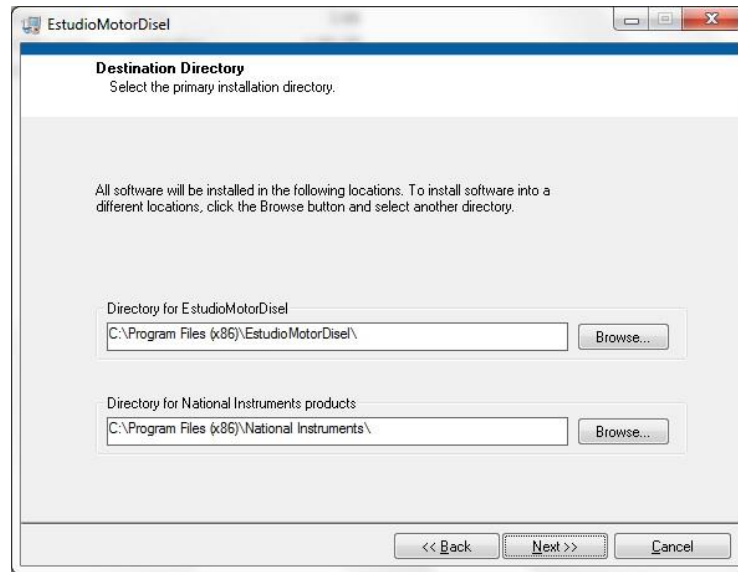 EstudioMotorDisel
Destination Directory
Select the primary installation directory.
All software will be installed in the following locations. To install software into a
different locations, click the Browse button and select another directory.
Directory for EstudioMotorDisel
C:\Program Files (x86)\EstudioMotorDisel\
Browse...
Directory for National Instruments products
C:\Program Files (x86)\National Instruments\
Browse...
<< Back
Next >>
Cancel